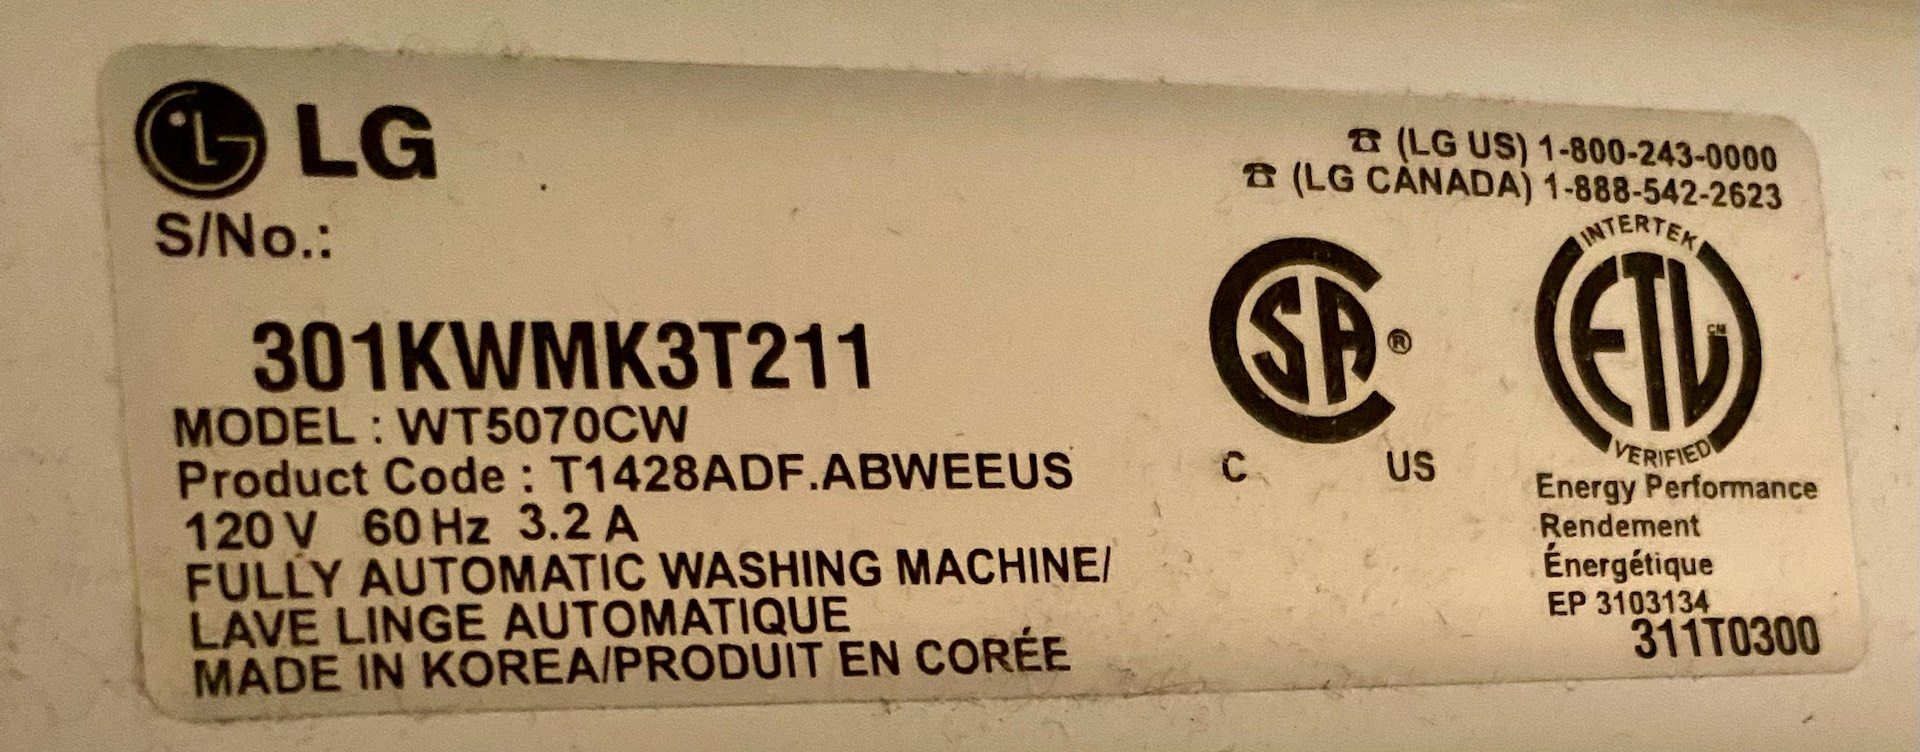 LG
☎ (LG US) 1-800-243-0000
☎ (LG CANADA) 1-888-542-2623
S/No.:
301KWMK3T211
MODEL : WT5070CW
Product Code : T1428ADF.ABWEEUS
120 V 60 Hz 3.2 A
FULLY AUTOMATIC WASHING MACHINE/
LAVE LINGE AUTOMATIQUE
MADE IN KOREA/PRODUIT EN CORÉE
CSA®
C US
INTERTEK
ETL CM
VERIFIED
Energy Performance
Rendement
Énergétique
EP 3103134
311T0300